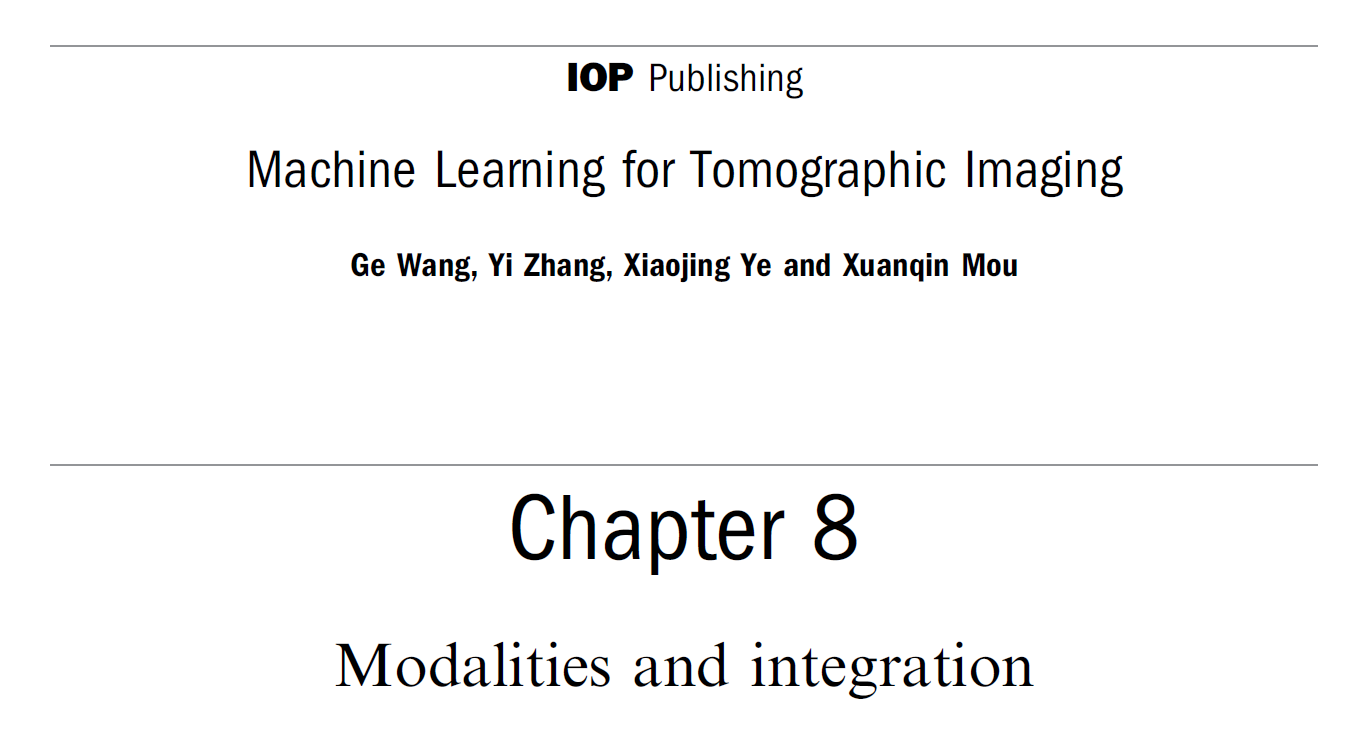 IOP Publishing
Machine Learning for Tomographic Imaging
Ge Wang, Yi Zhang, Xiaojing Ye and Xuanqin Mou
Chapter 8
Modalities and integration